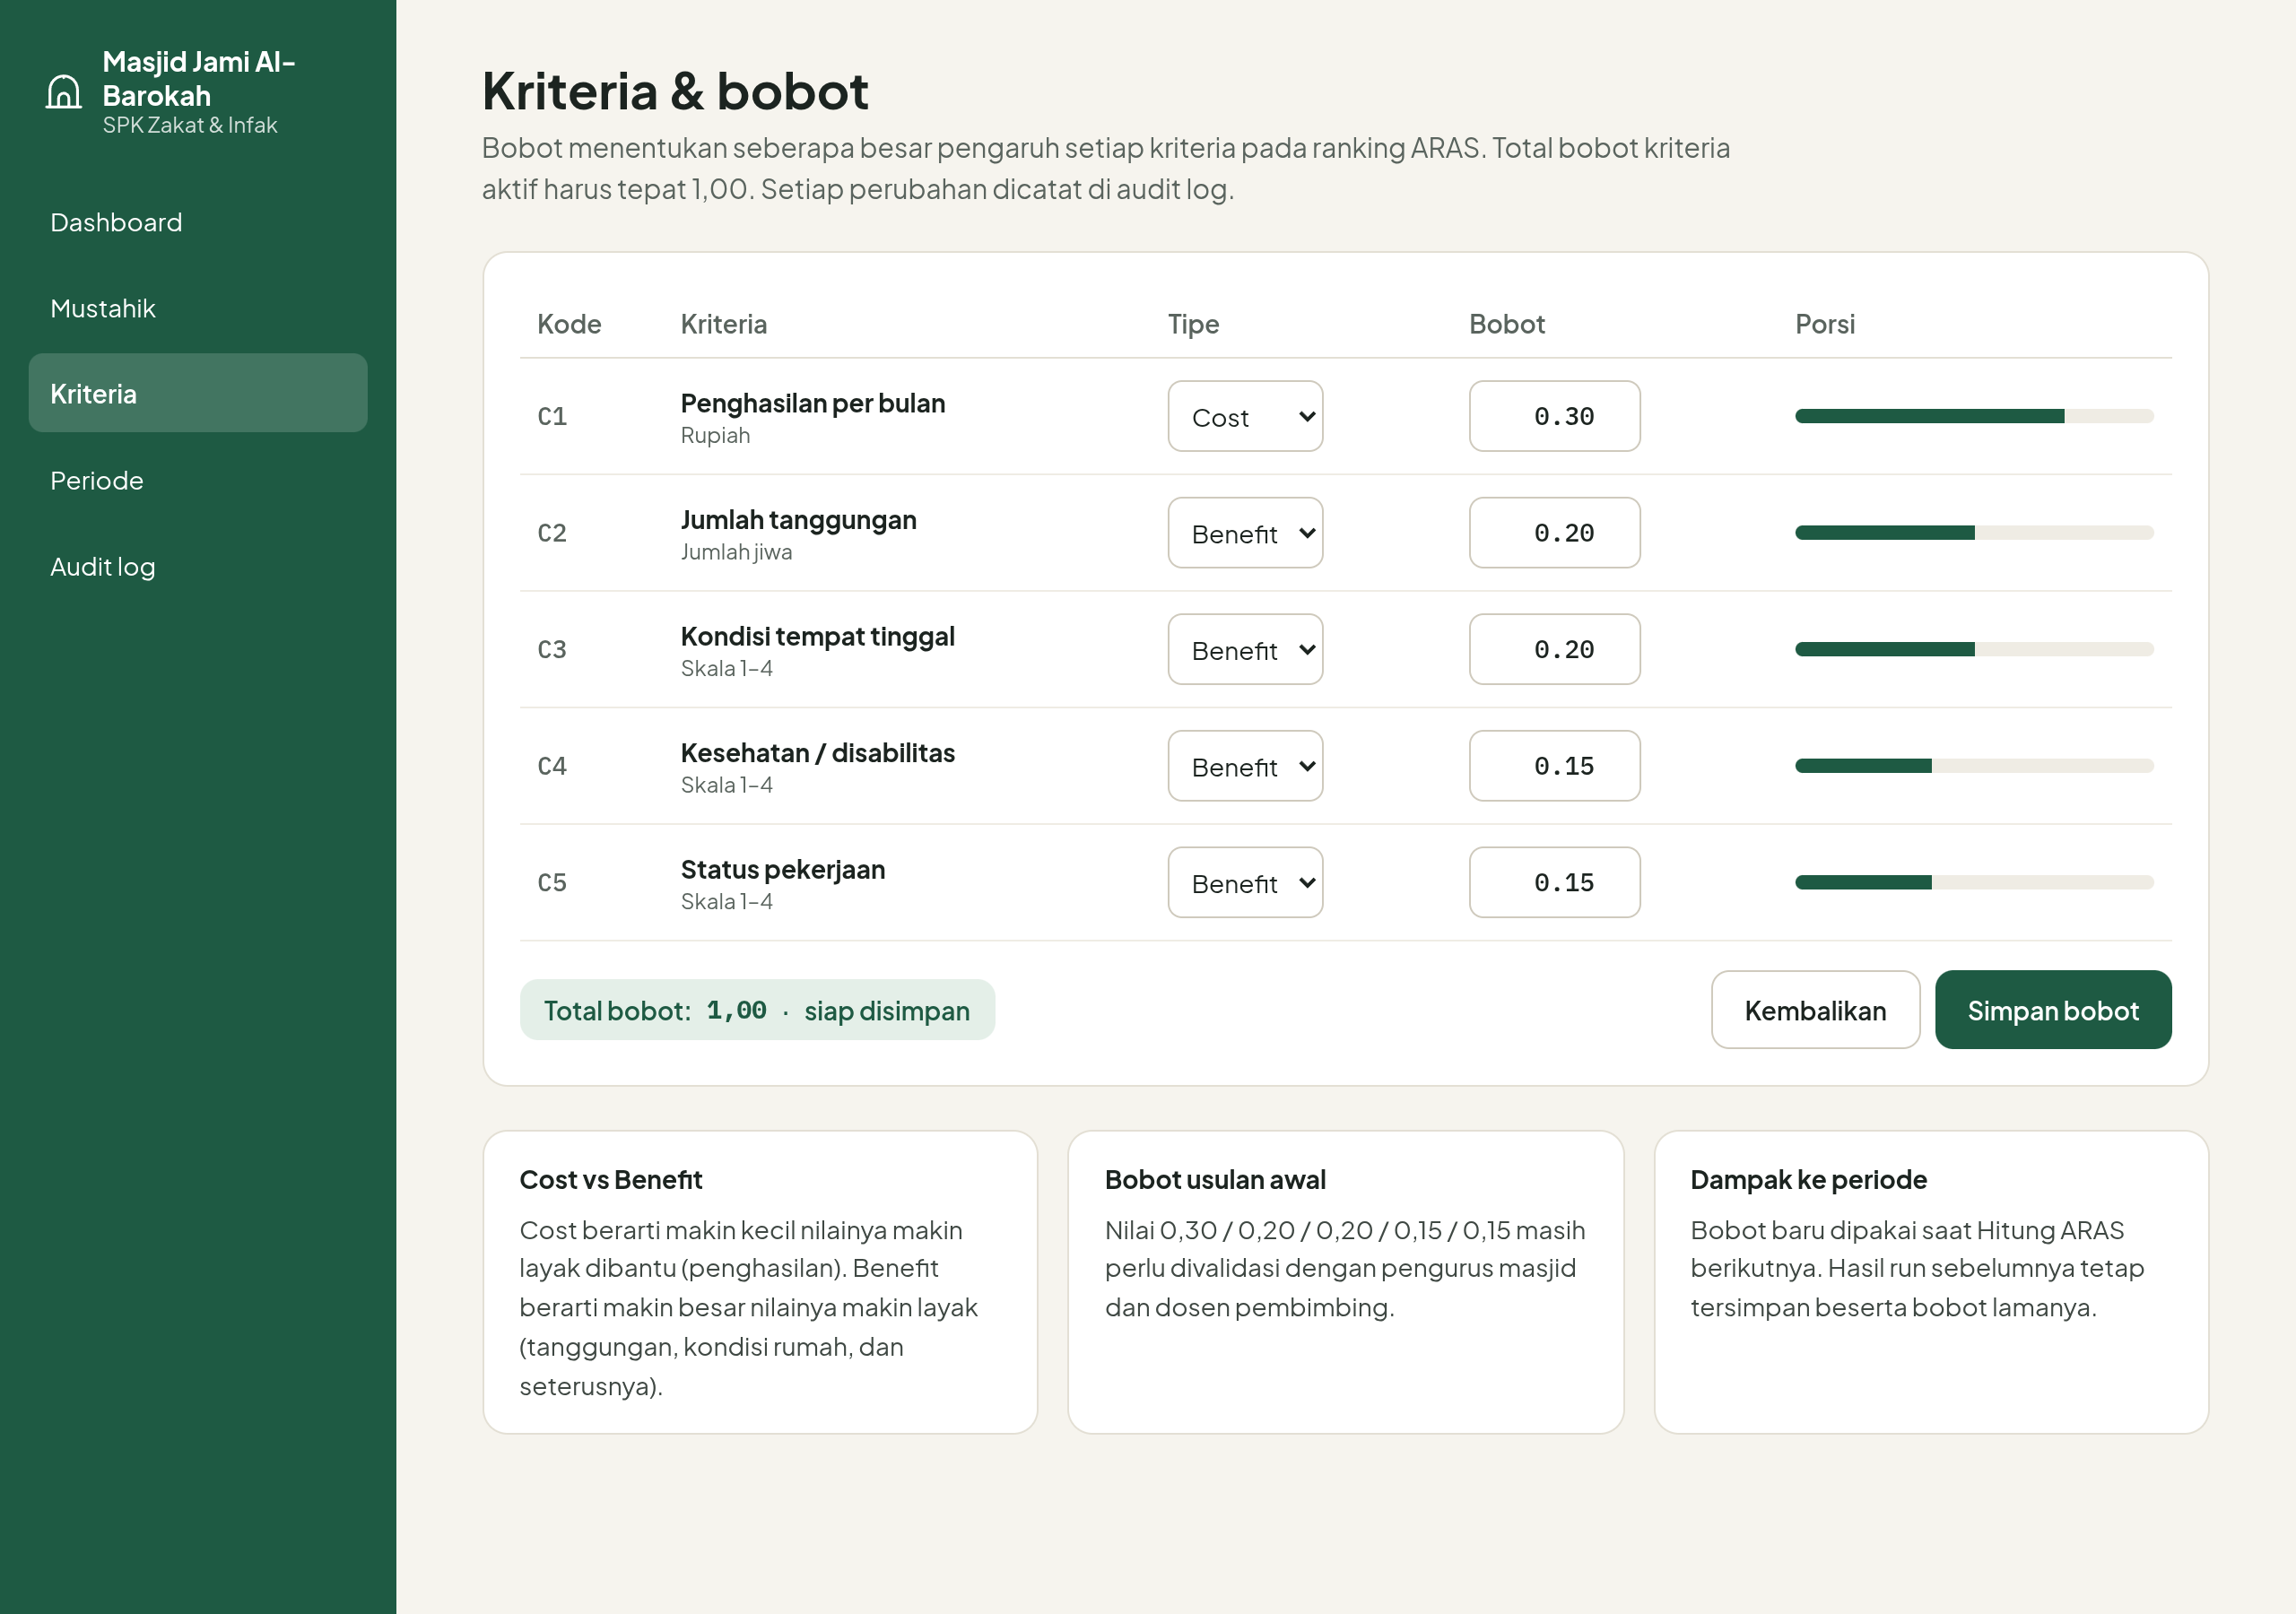 Masjid Jami Al-
Barokah
SPK Zakat & Infak
Dashboard
Mustahik
Kriteria
Periode
Audit log
Kriteria & bobot
Bobot menentukan seberapa besar pengaruh setiap kriteria pada ranking ARAS. Total bobot kriteria
aktif harus tepat 1,00. Setiap perubahan dicatat di audit log.
Kode Kriteria Tipe Bobot Porsi
C1 Penghasilan per bulan Cost 0.30
Rupiah
C2 Jumlah tanggungan Benefit 0.20
Jumlah jiwa
C3 Kondisi tempat tinggal Benefit 0.20
Skala 1–4
C4 Kesehatan / disabilitas Benefit 0.15
Skala 1–4
C5 Status pekerjaan Benefit 0.15
Skala 1–4
Total bobot: 1,00 · siap disimpan
Kembalikan
Simpan bobot
Cost vs Benefit
Cost berarti makin kecil nilainya makin
layak dibantu (penghasilan). Benefit
berarti makin besar nilainya makin layak
(tanggungan, kondisi rumah, dan
seterusnya).
Bobot usulan awal
Nilai 0,30 / 0,20 / 0,20 / 0,15 / 0,15 masih
perlu divalidasi dengan pengurus masjid
dan dosen pembimbing.
Dampak ke periode
Bobot baru dipakai saat Hitung ARAS
berikutnya. Hasil run sebelumnya tetap
tersimpan beserta bobot lamanya.